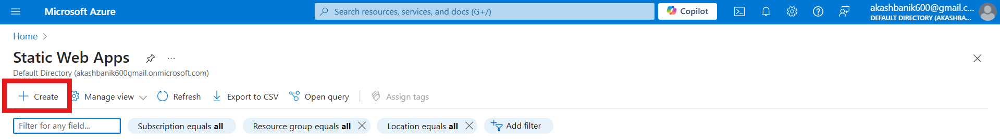 Microsoft Azure
Search resources, services, and docs (G+/)
Copilot
akashbanik600@gmail.c...
DEFAULT DIRECTORY (AKASHBA...
Home
Static Web Apps
Default Directory (akashbanik600gmail.onmicrosoft.com)
Create
Manage view
Refresh
Export to CSV
Open query
Assign tags
Filter for any field...
Subscription equals all
Resource group equals all
Location equals all
Add filter